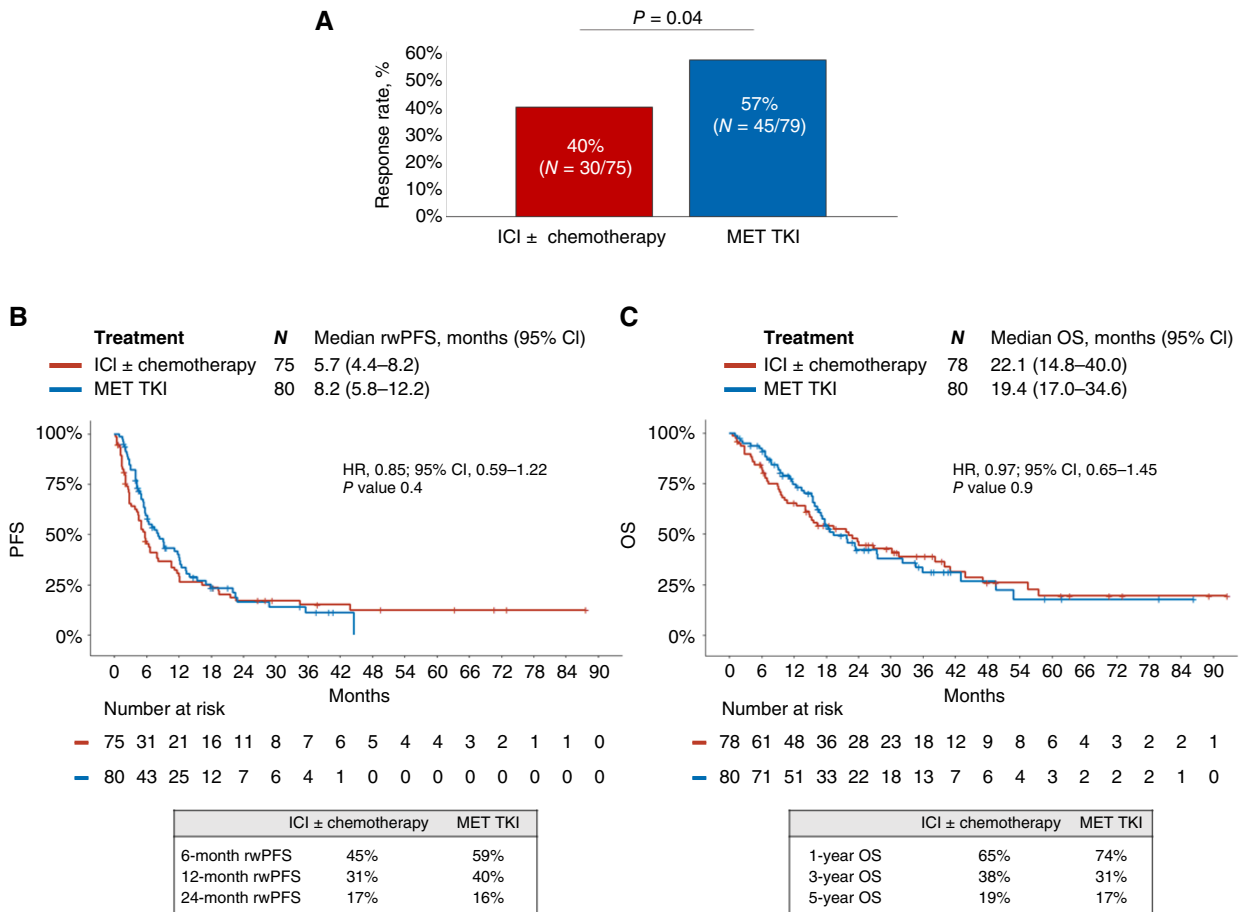 A
P = 0.04
Response rate, %
60%
50%
40%
30%
20%
10%
0%
40%
(N = 30/75)
57%
(N = 45/79)
ICI ± chemotherapy MET TKI
B
Treatment N Median rwPFS, months (95% CI)
ICI ± chemotherapy 75 5.7 (4.4–8.2)
MET TKI 80 8.2 (5.8–12.2)
PFS
100%
75%
50%
25%
0%
HR, 0.85; 95% CI, 0.59–1.22
P value 0.4
0 6 12 18 24 30 36 42 48 54 60 66 72 78 84 90
Months
Number at risk
75 31 21 16 11 8 7 6 5 4 4 3 2 1 1 0
80 43 25 12 7 6 4 1 0 0 0 0 0 0 0 0
ICI ± chemotherapy MET TKI
6-month rwPFS 45% 59%
12-month rwPFS 31% 40%
24-month rwPFS 17% 16%
C
Treatment N Median OS, months (95% CI)
ICI ± chemotherapy 78 22.1 (14.8–40.0)
MET TKI 80 19.4 (17.0–34.6)
OS
100%
75%
50%
25%
0%
HR, 0.97; 95% CI, 0.65–1.45
P value 0.9
0 6 12 18 24 30 36 42 48 54 60 66 72 78 84 90
Months
Number at risk
78 61 48 36 28 23 18 12 9 8 6 4 3 2 2 1
80 71 51 33 22 18 13 7 6 4 3 2 2 2 1 0
ICI ± chemotherapy MET TKI
1-year OS 65% 74%
3-year OS 38% 31%
5-year OS 19% 17%